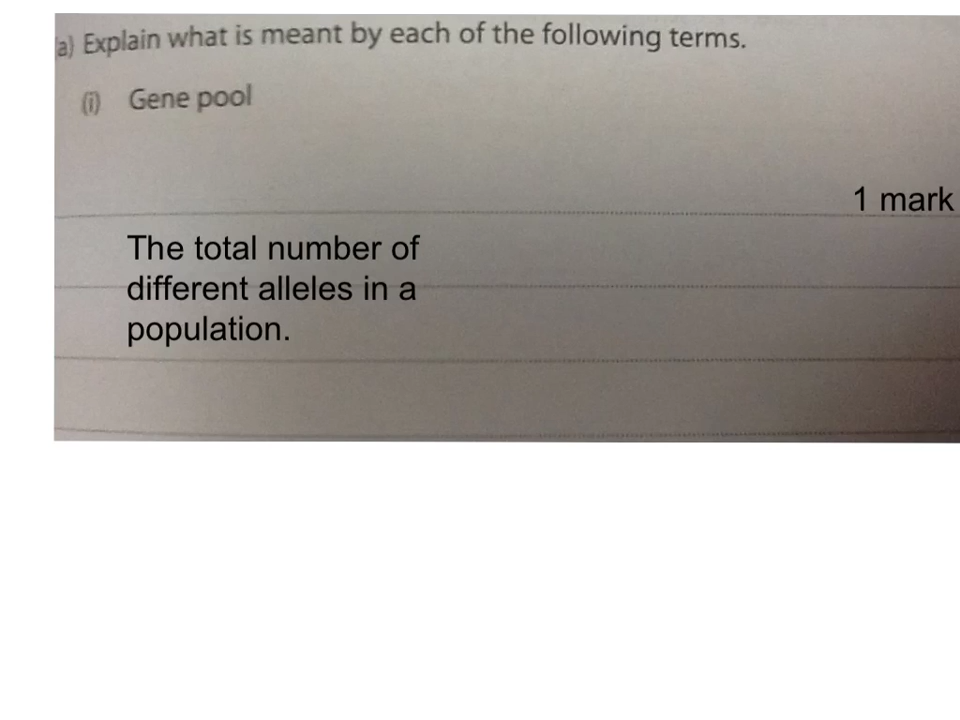 (a) Explain what is meant by each of the following terms.
(i) Gene pool
1 mark
The total number of
different alleles in a
population.